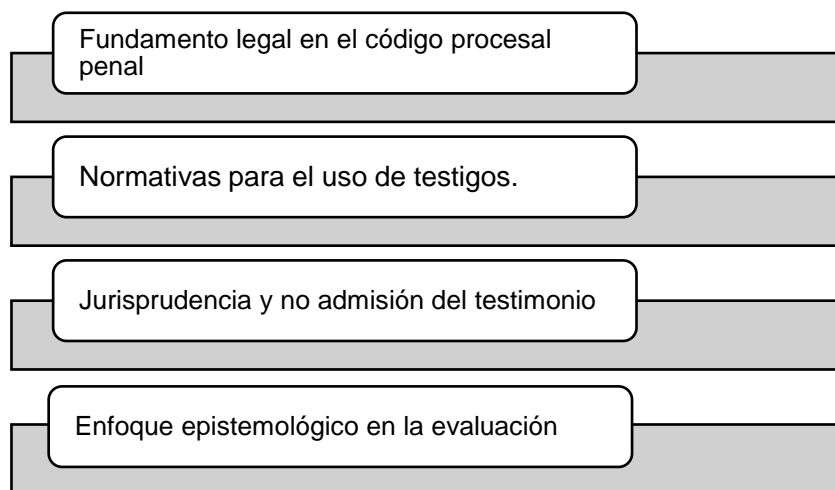 Fundamento legal en el código procesal
penal
Normativas para el uso de testigos.
Jurisprudencia y no admisión del testimonio
Enfoque epistemológico en la evaluación